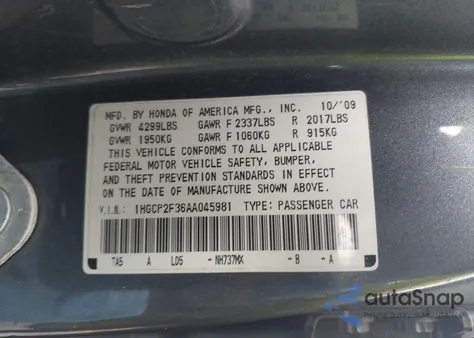 MFD. BY HONDA OF AMERICA MFG., INC. 10/'09
GVWR 4299LBS GAWR F 2337LBS R 2017LBS
GVWR 1950KG GAWR F 1060KG R 915KG
THIS VEHICLE CONFORMS TO ALL APPLICABLE
FEDERAL MOTOR VEHICLE SAFETY, BUMPER,
AND THEFT PREVENTION STANDARDS IN EFFECT
ON THE DATE OF MANUFACTURE SHOWN ABOVE.
V.I.N.: 1HGCP2F36AA045981 TYPE: PASSENGER CAR
TA5 A L05 -NH737MX -B -A
autaSnap